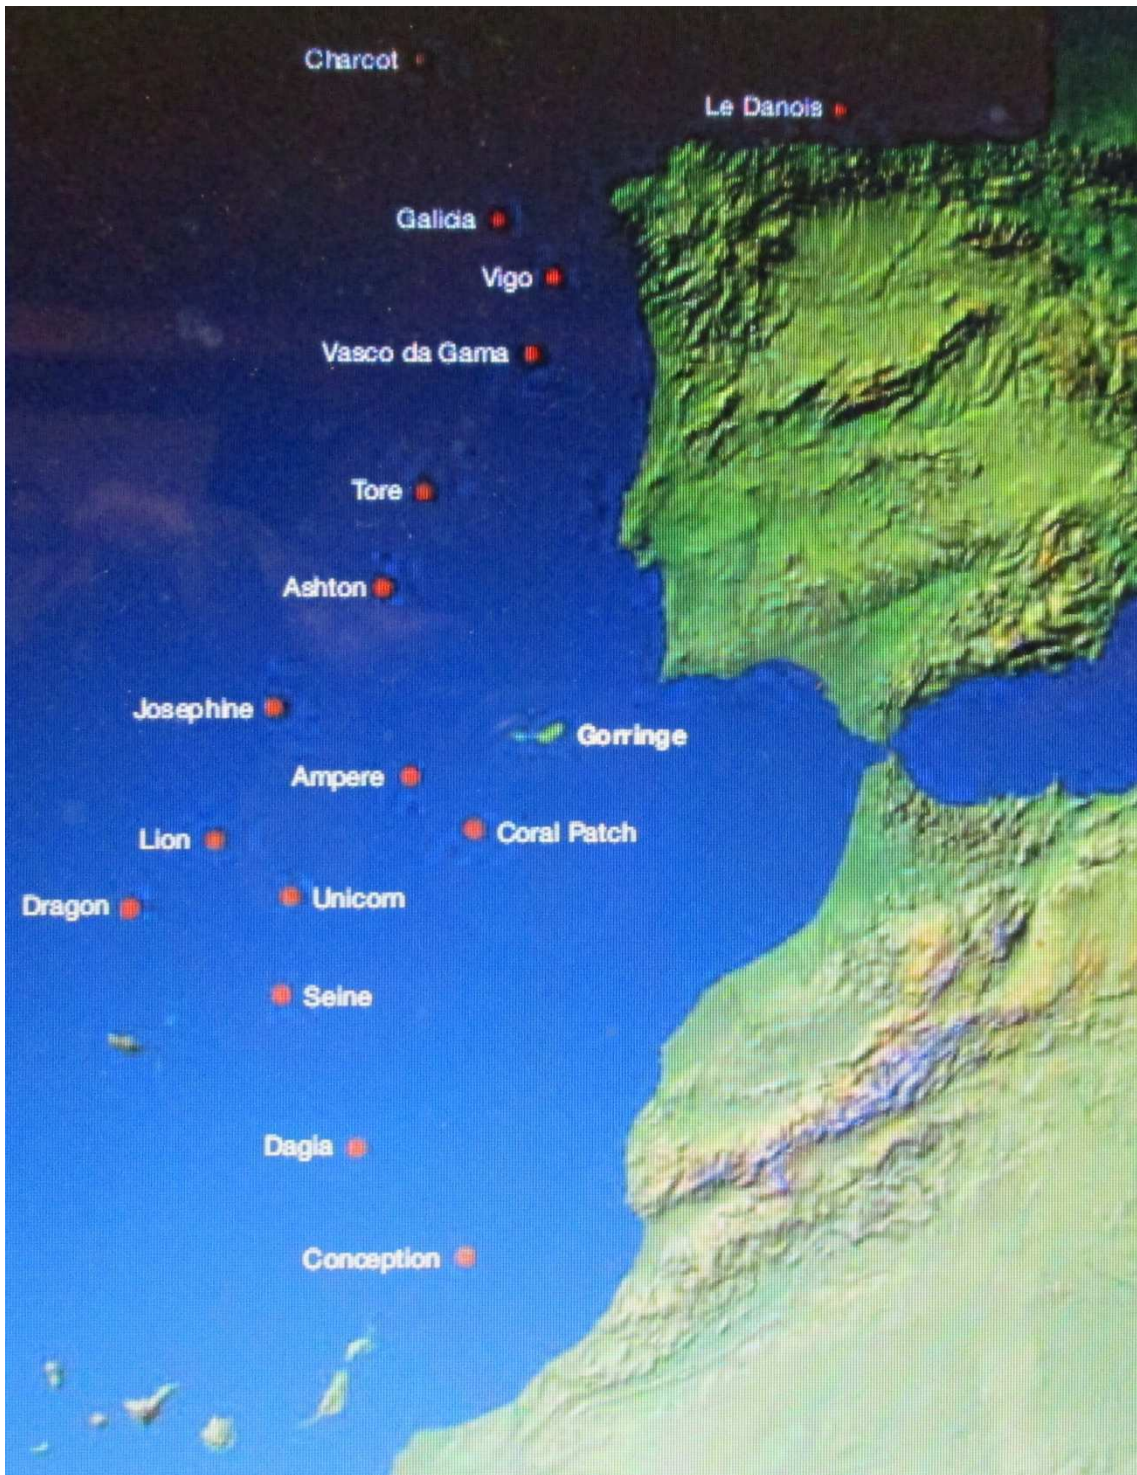 Charcot
Le Danois
Galicia
Vigo
Vasco da Gama
Tore
Ashton
Josephine
Gorringe
Ampere
Coral Patch
Lion
Unicorn
Dragon
Seine
Dagia
Conception